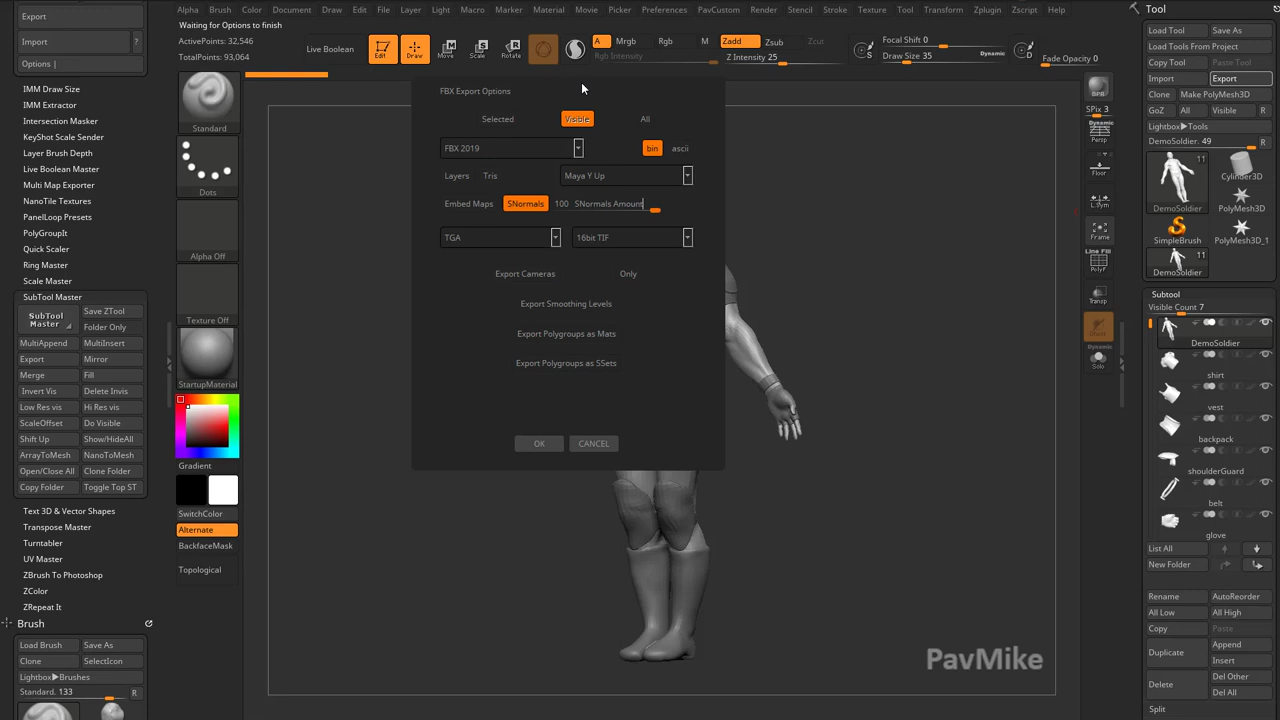 Alpha Brush Color Document Draw Edit File Layer Light Macro Marker Material Movie Picker Preferences PavCustom Render Stencil Stroke Texture Tool Transform Zplugin Zscript Help
Waiting for Options to finish
ActivePoints: 32,546
TotalPoints: 93,064
Live Boolean
Edit
Draw
Move
Scale
Rotate
A
Mrgb
Rgb
M
Rgb Intensity
Zadd
Zsub
Zcut
Z Intensity 25
S
Focal Shift 0
Draw Size 35
Dynamic
D
Fade Opacity 0
Export
Import
Options |
IMM Draw Size
IMM Extractor
Intersection Masker
KeyShot Scale Sender
Layer Brush Depth
Live Boolean Master
Multi Map Exporter
NanoTile Textures
PanelLoop Presets
PolyGroupIt
Quick Scaler
Ring Master
Scale Master
SubTool Master
SubTool
Master
Save ZTool
Folder Only
MultiAppend
MultiInsert
Export
Mirror
Merge
Fill
Invert Vis
Delete Invis
Low Res vis
Hi Res vis
ScaleOffset
Do Visible
Shift Up
Show/HideAll
ArrayToMesh
NanoToMesh
Open/Close All
Clone Folder
Copy Folder
Toggle Top ST
Text 3D & Vector Shapes
Transpose Master
Turntabler
UV Master
ZBrush To Photoshop
ZColor
ZRepeat It
Brush
Load Brush
Save As
Clone
SelectIcon
Lightbox▶Brushes
Standard. 133
R
Standard
Dots
Alpha Off
Texture Off
StartupMaterial
Gradient
SwitchColor
Alternate
BackfaceMask
Topological
FBX Export Options
Selected
Visible
All
FBX 2019
bin
ascii
Layers
Tris
Maya Y Up
Embed Maps
SNormals
100
SNormals Amount
TGA
16bit TIF
Export Cameras
Only
Export Smoothing Levels
Export Polygroups as Mats
Export Polygroups as SSets
OK
CANCEL
PavMike
BPR
SPix 3
Dynamic
Persp
Floor
L.Sym
Frame
Line Fill
PolyF
Transp
Ghost
Dynamic
Solo
Tool
Load Tool
Save As
Load Tools From Project
Copy Tool
Paste Tool
Import
Export
Clone
Make PolyMesh3D
GoZ
All
Visible
R
Lightbox▶Tools
DemoSoldier. 49
R
11
DemoSoldier
Cylinder3D
PolyMesh3D
SimpleBrush
PolyMesh3D_1
11
DemoSoldier
Subtool
Visible Count 7
DemoSoldier
shirt
vest
backpack
shoulderGuard
belt
glove
List All
New Folder
Rename
AutoReorder
All Low
All High
Copy
Paste
Duplicate
Append
Insert
Delete
Del Other
Del All
Split